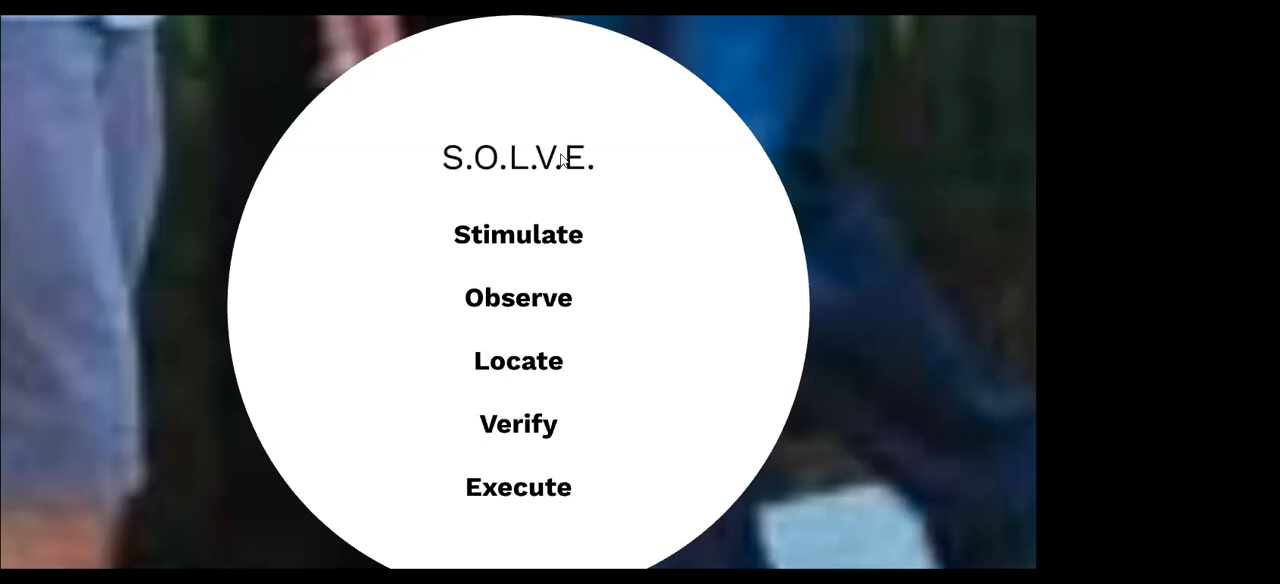 S.O.L.V.E.
Stimulate
Observe
Locate
Verify
Execute